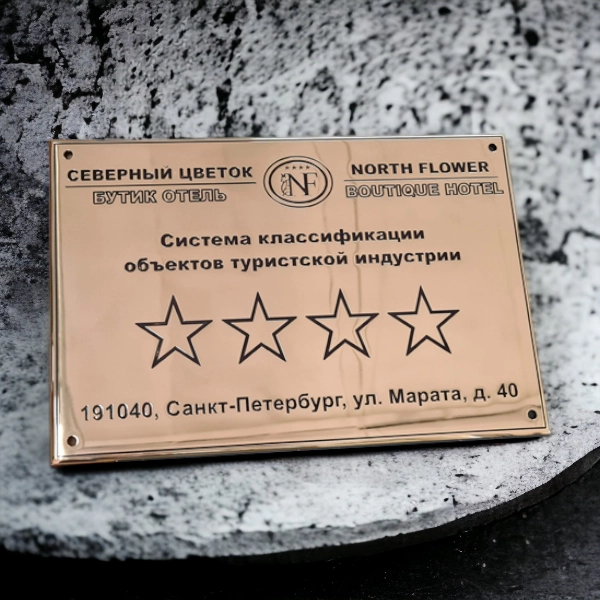 СЕВЕРНЫЙ ЦВЕТОК
БУТИК ОТЕЛЬ
NF
NORTH FLOWER
BOUTIQUE HOTEL
Система классификации
объектов туристской индустрии
191040, Санкт-Петербург, ул. Марата, д. 40